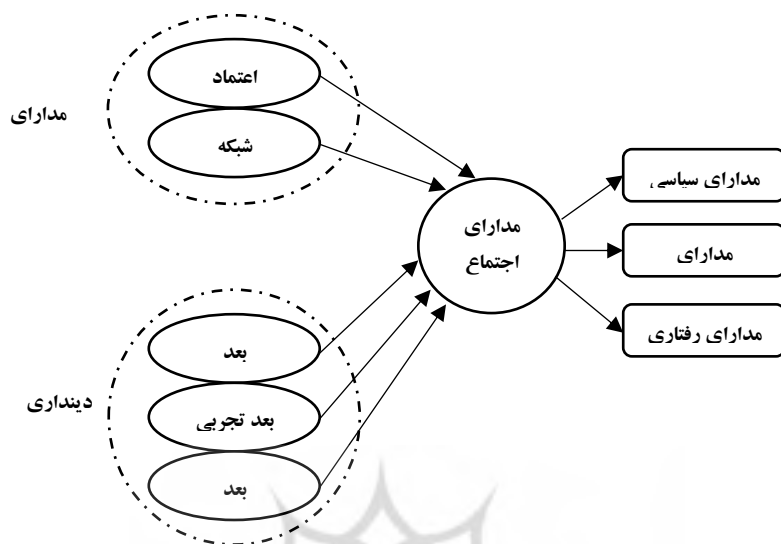 اعتماد
مدارای
شبکه
مدارای سیاسی
مدارای
اجتماع
مدارای
مدارای رفتاری
بعد
دینداری
بعد تجربی
بعد